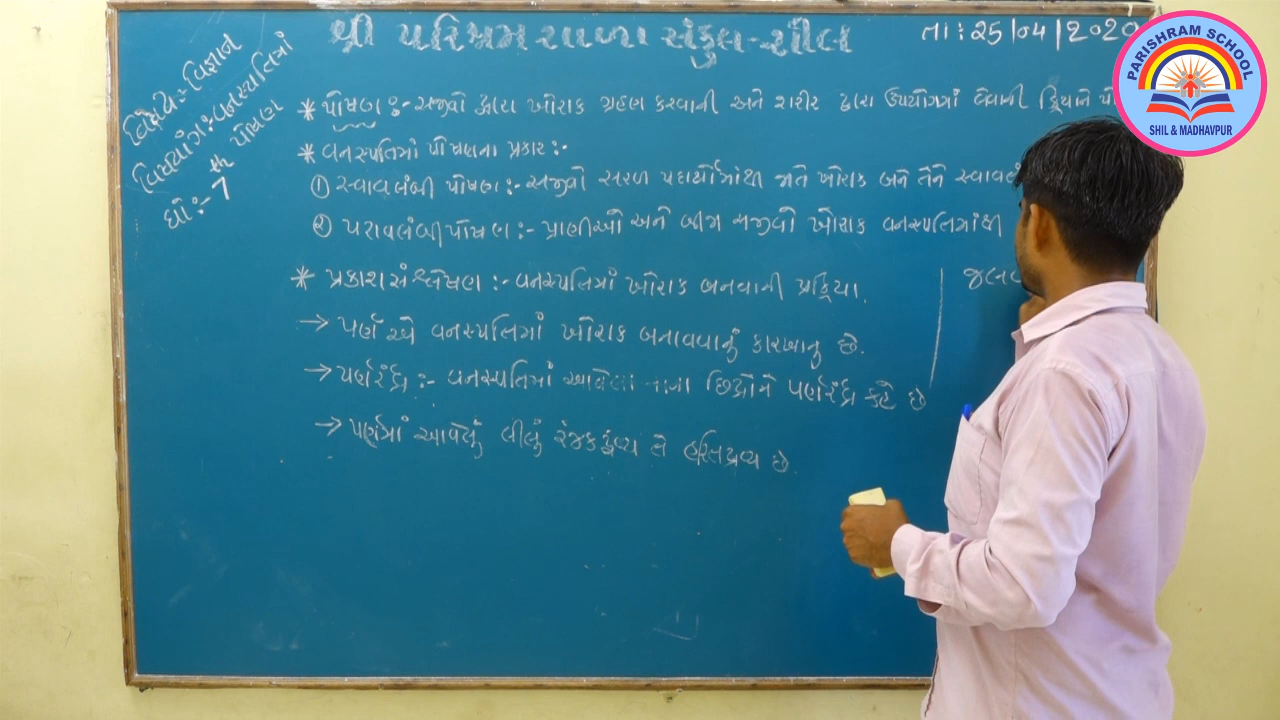 શ્રી પરિશ્રમ શાળા સંકુલ-શીલ
તા:25/04/2020
PARISHRAM SCHOOL
SHIL & MADHAVPUR
વિષય:- વિજ્ઞાન
વિષયાંગ:વનસ્પતિમાં પોષણ
ધો:- 7th
* પોષણ :- સજીવો દ્વારા ખોરાક ગ્રહણ કરવાની અને શરીર દ્વારા ઉપયોગમાં લેવાની ક્રિયાને
* વનસ્પતિમાં પોષણના પ્રકાર:-
① સ્વાવલંબી પોષણ:- સજીવો સરળ પદાર્થોમાંથી જાતે ખોરાક બને તેને
② પરાવલંબી પોષણ:- પ્રાણીઓ અને બીજા સજીવો ખોરાક વનસ્પતિમાંથી
* પ્રકાશસંશ્લેષણ :- વનસ્પતિમાં ખોરાક બનવાની પ્રક્રિયા.
→ પર્ણ એ વનસ્પતિમાં ખોરાક બનાવવાનું કારખાનુ છે.
→ પર્ણરંદ્ર :- વનસ્પતિમાં આવેલા નાના છિદ્રોને પર્ણરંદ્ર કહે છે
→ પર્ણમાં આવેલું લીલું રંજકદ્રવ્ય તે હરિતદ્રવ્ય છે.